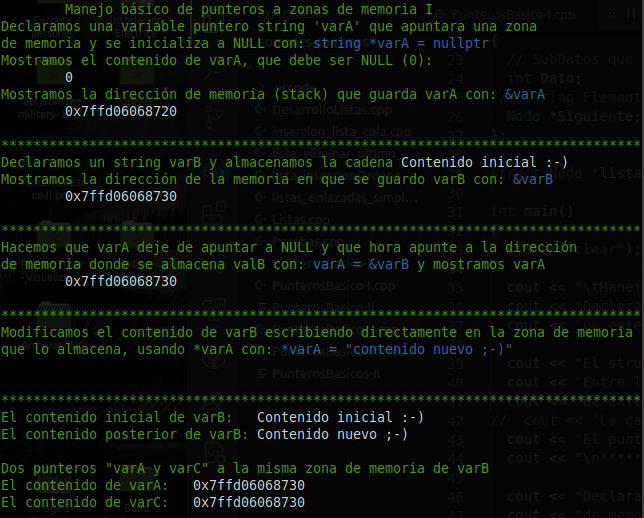 Manejo básico de punteros a zonas de memoria I
Declaramos una variable puntero string 'varA' que apuntara una zona
de memoria y se inicializa a NULL con: string *varA = nullptr
Mostramos el contenido de varA, que debe ser NULL (0):
0
Mostramos la dirección de memoria (stack) que guarda varA con: &varA
0x7ffd06068720
********************************************************************************
Declaramos un string varB y almacenamos la cadena Contenido inicial :-)
Mostramos la dirección de la memoria en que se guardo varB con: &varB
0x7ffd06068730
********************************************************************************
Hacemos que varA deje de apuntar a NULL y que hora apunte a la dirección
de memoria donde se almacena valB con: varA = &varB y mostramos varA
0x7ffd06068730
********************************************************************************
Modificamos el contenido de varB escribiendo directamente en la zona de memoria
que lo almacena, usando *varA con: *varA = "contenido nuevo ;-)"
********************************************************************************
El contenido inicial de varB: Contenido inicial :-)
El contenido posterior de varB: Contenido nuevo ;-)
Dos punteros "varA y varC" a la misma zona de memoria de varB
El contenido de varA: 0x7ffd06068730
El contenido de varC: 0x7ffd06068730